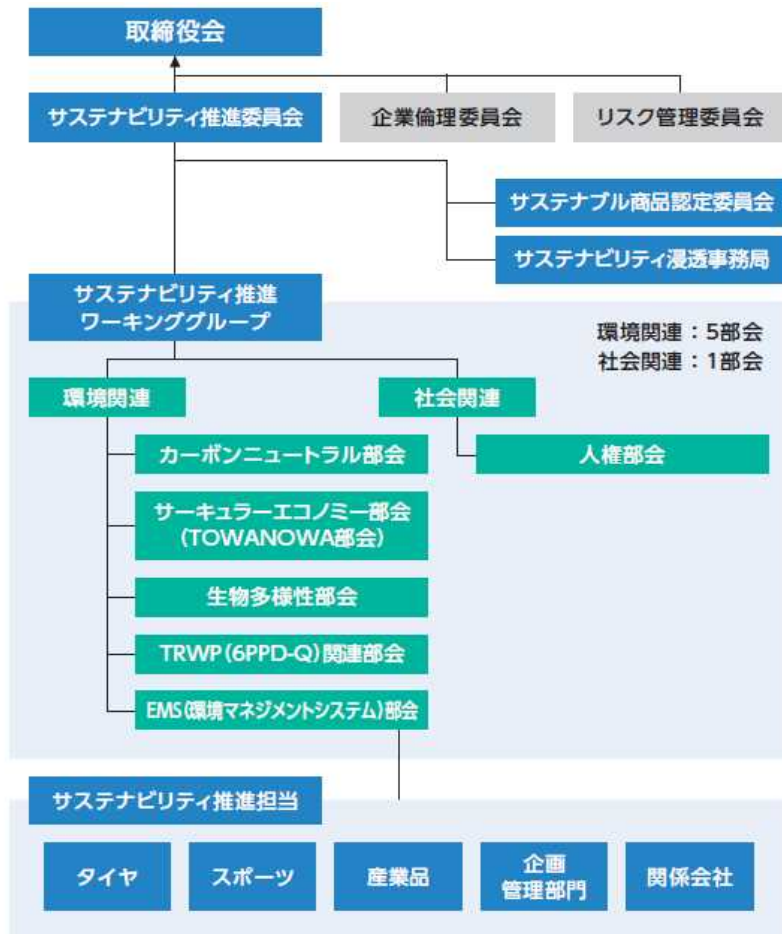 取締役会
サステナビリティ推進委員会
企業倫理委員会
リスク管理委員会
サステナブル商品認定委員会
サステナビリティ浸透事務局
サステナビリティ推進
ワーキンググループ
環境関連：5部会
社会関連：1部会
環境関連
社会関連
カーボンニュートラル部会
人権部会
サーキュラーエコノミー部会
(TOWANOWA部会)
生物多様性部会
TRWP(6PPD-Q)関連部会
EMS(環境マネジメントシステム)部会
サステナビリティ推進担当
タイヤ
スポーツ
産業品
企画
管理部門
関係会社